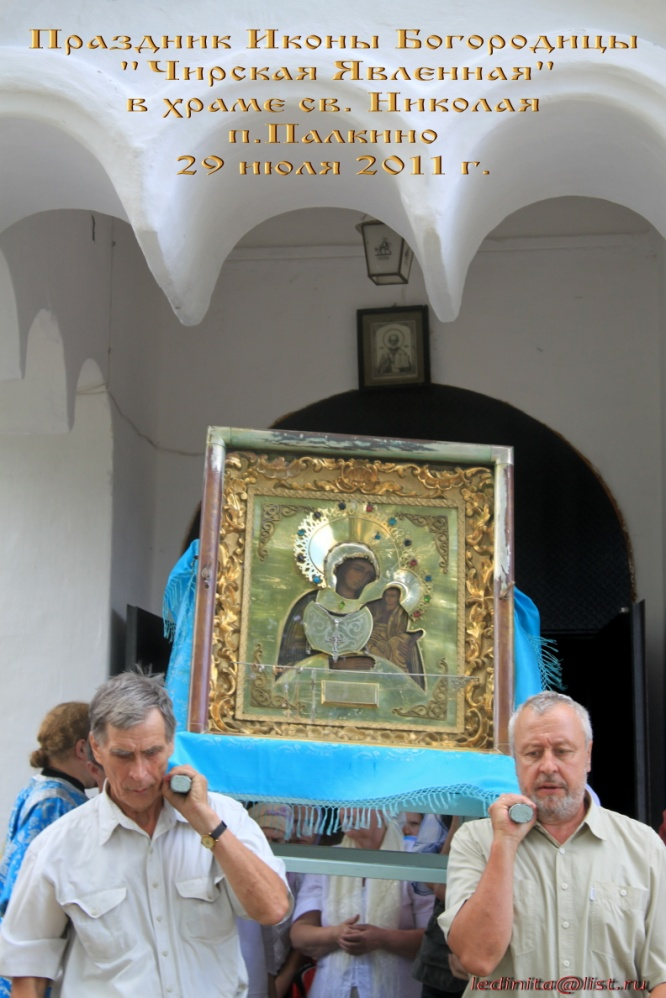 Праздник Иконы Богородицы
"Чирская Явленная"
в храме св. Николая
п.Палкино
29 июля 2011 г.
ledimita@list.ru